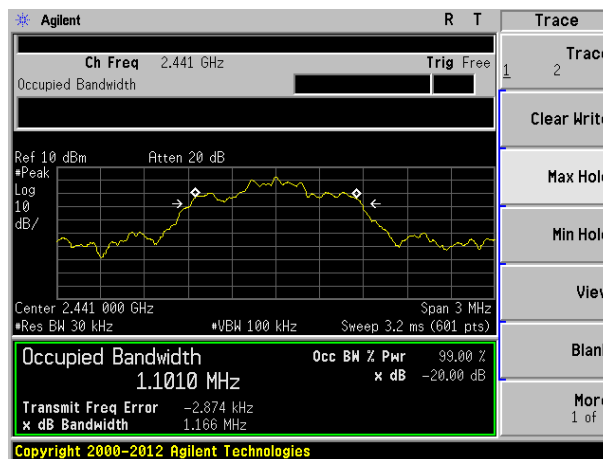 Agilent R T Trace
Ch Freq 2.441 GHz Trig Free
Occupied Bandwidth
Trace
1 2
Clear Write
Max Hold
Min Hold
View
Blank
More
1 of
Ref 10 dBm Atten 20 dB
#Peak
Log
10
dB/
Center 2.441 000 GHz Span 3 MHz
#Res BW 30 kHz #VBW 100 kHz Sweep 3.2 ms (601 pts)
Occupied Bandwidth Occ BW % Pwr 99.00 %
1.1010 MHz x dB -20.00 dB
Transmit Freq Error -2.874 kHz
x dB Bandwidth 1.166 MHz
Copyright 2000-2012 Agilent Technologies